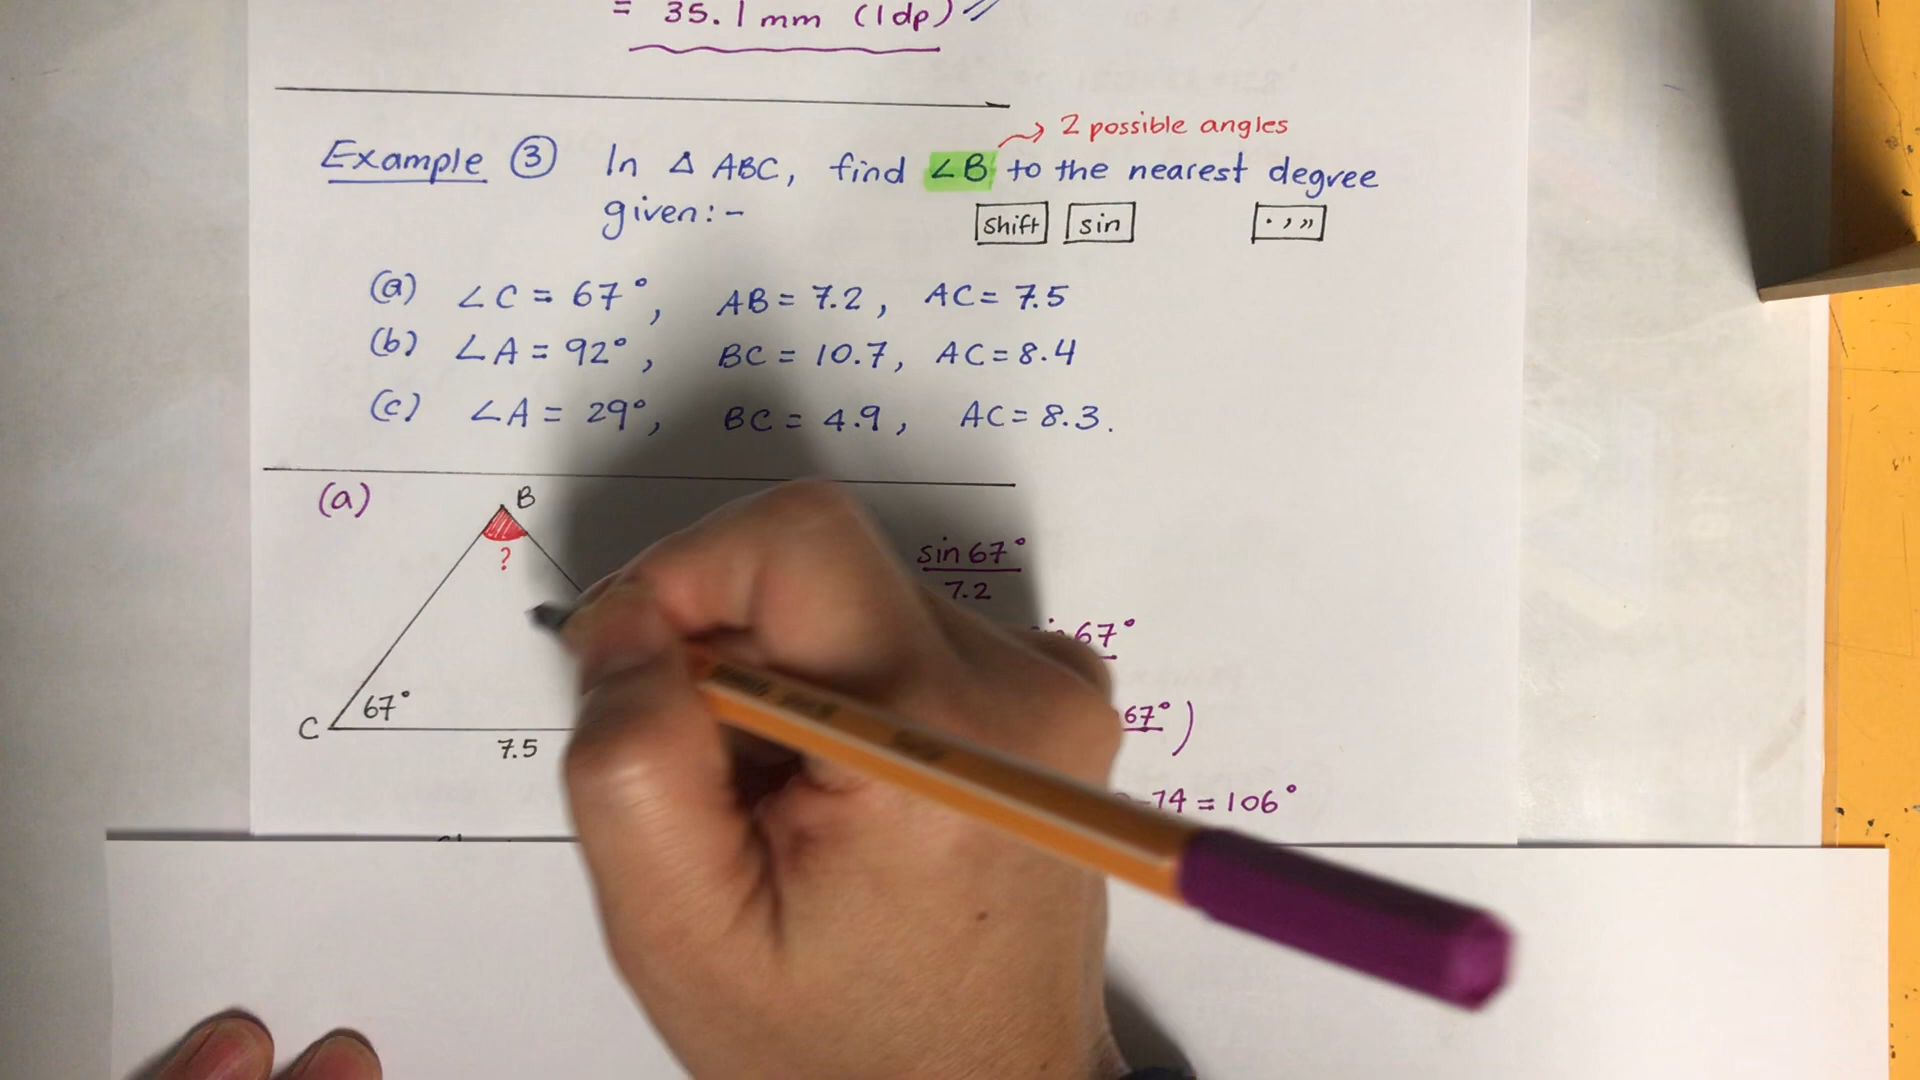 = 35.1 mm (1dp)
2 possible angles
Example ③ In △ ABC, find ∠B to the nearest degree
given:-
shift sin ° , ,,
(a) ∠C = 67°, AB = 7.2, AC = 7.5
(b) ∠A = 92°, BC = 10.7, AC = 8.4
(c) ∠A = 29°, BC = 4.9, AC = 8.3.
(a)
B
?
sin 67°
7.2
67°
67°
67°)
C
7.5
-74 = 106°